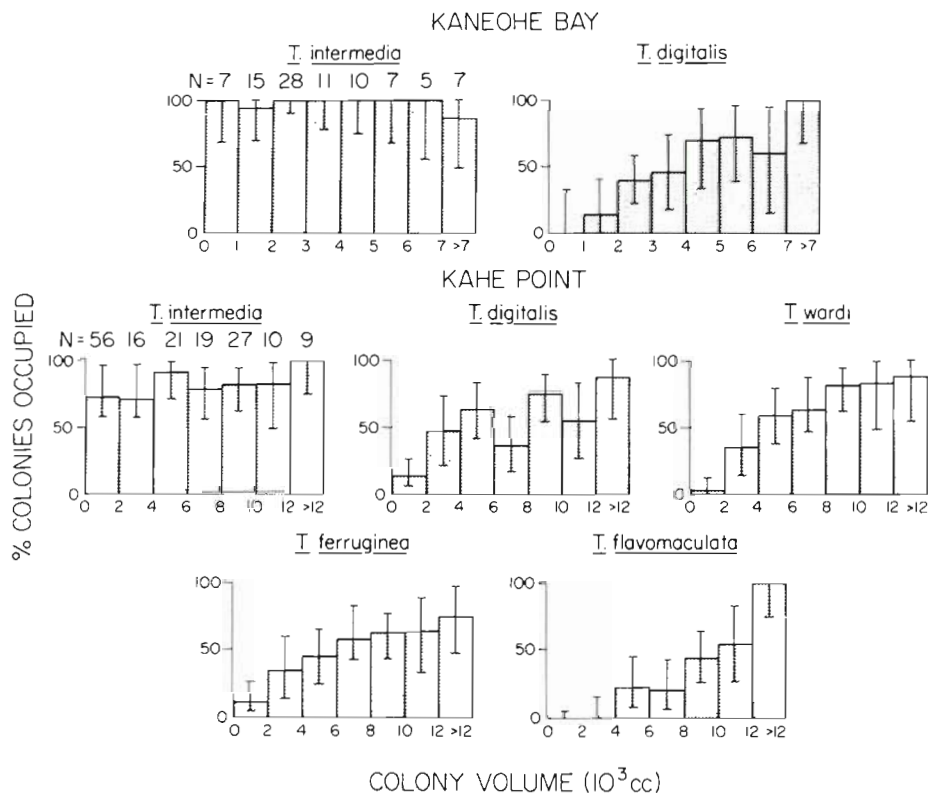 KANEOHE BAY
T. intermedia
T. digitalis
N= 7 15 28 11 10 7 5 7
100
50
0
0 1 2 3 4 5 6 7 >7
100
50
0
0 1 2 3 4 5 6 7 >7
KAHE POINT
T. intermedia
T. digitalis
T wardi
N= 56 16 21 19 27 10 9
100
50
0
0 2 4 6 8 10 12 >12
100
50
0
0 2 4 6 8 10 12 >12
100
50
0
0 2 4 6 8 10 12 >12
% COLONIES OCCUPIED
T ferruginea
T. flavomaculata
100
50
0
0 2 4 6 8 10 12 >12
100
50
0
0 2 4 6 8 10 12 >12
COLONY VOLUME (10³cc)